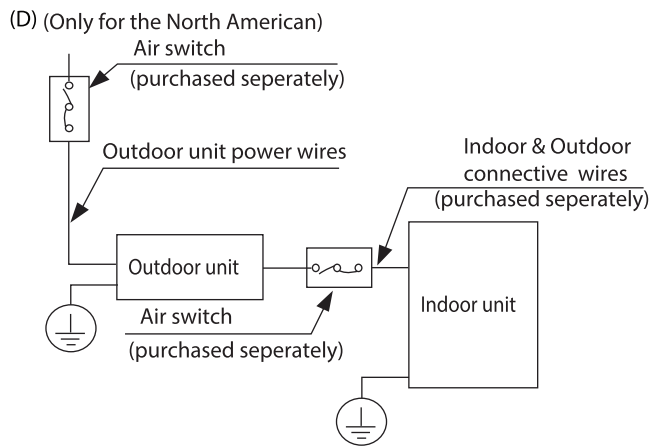 (D) (Only for the North American)
Air switch
(purchased seperately)
Outdoor unit power wires
Indoor & Outdoor
connective wires
(purchased seperately)
Outdoor unit
Indoor unit
Air switch
(purchased seperately)